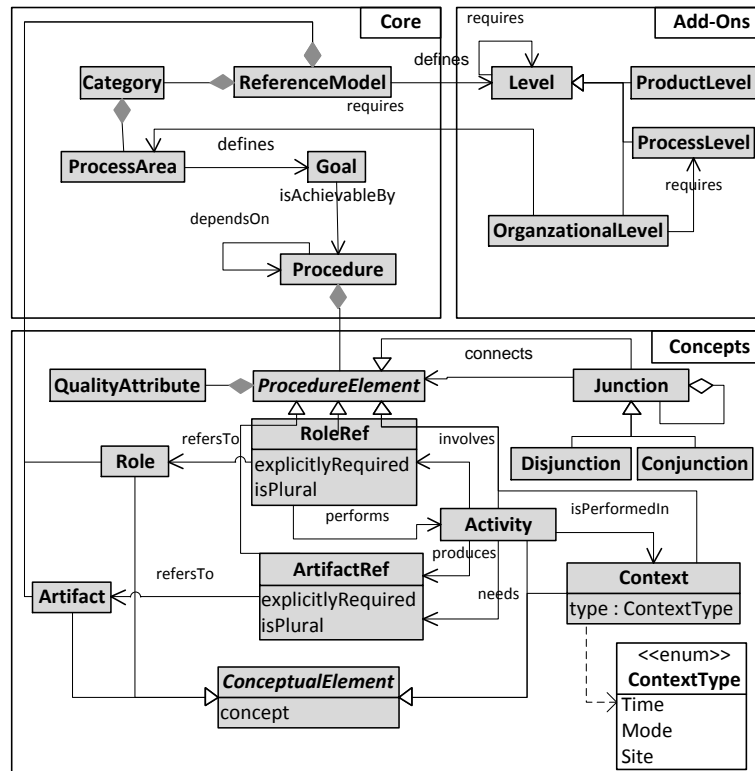 Core
Add-Ons
requires
defines
Category
ReferenceModel
Level
ProductLevel
requires
defines
ProcessLevel
ProcessArea
Goal
isAchievableBy
requires
dependsOn
OrganzationalLevel
Procedure
Concepts
connects
QualityAttribute
ProcedureElement
Junction
refersTo
RoleRef
involves
Role
explicitlyRequired
isPlural
Disjunction
Conjunction
performs
Activity
isPerformedIn
produces
refersTo
ArtifactRef
needs
Context
Artifact
explicitlyRequired
isPlural
type : ContextType
<<enum>>
ContextType
ConceptualElement
concept
Time
Mode
Site